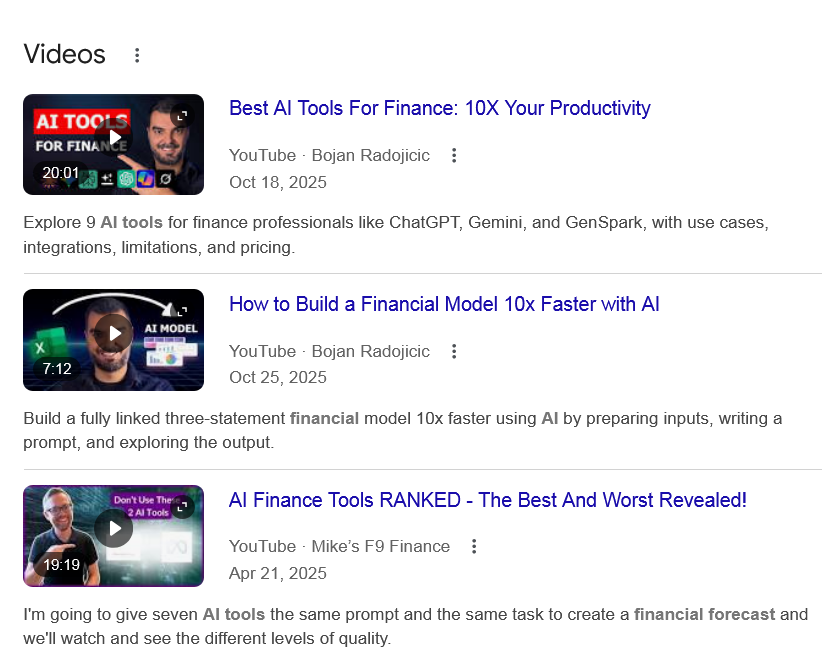 Videos
AI TOOLS
FOR FINANCE
20:01
Best AI Tools For Finance: 10X Your Productivity
YouTube · Bojan Radojicic
Oct 18, 2025
Explore 9 AI tools for finance professionals like ChatGPT, Gemini, and GenSpark, with use cases,
integrations, limitations, and pricing.
X
AI MODEL
7:12
How to Build a Financial Model 10x Faster with AI
YouTube · Bojan Radojicic
Oct 25, 2025
Build a fully linked three-statement financial model 10x faster using AI by preparing inputs, writing a
prompt, and exploring the output.
Don't Use These
2 AI Tools
19:19
AI Finance Tools RANKED - The Best And Worst Revealed!
YouTube · Mike's F9 Finance
Apr 21, 2025
I'm going to give seven AI tools the same prompt and the same task to create a financial forecast and
we'll watch and see the different levels of quality.